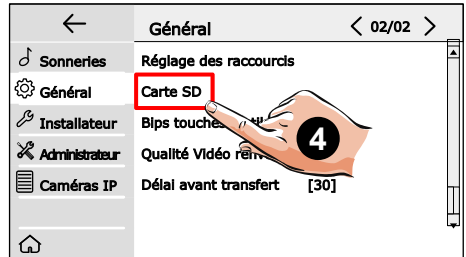 Général
02/02
Sonneries
Général
Installateur
Administrateur
Caméras IP
Réglage des raccourcis
Carte SD
Bips touches
Qualité Vidéo
Délai avant transfert [30]
4